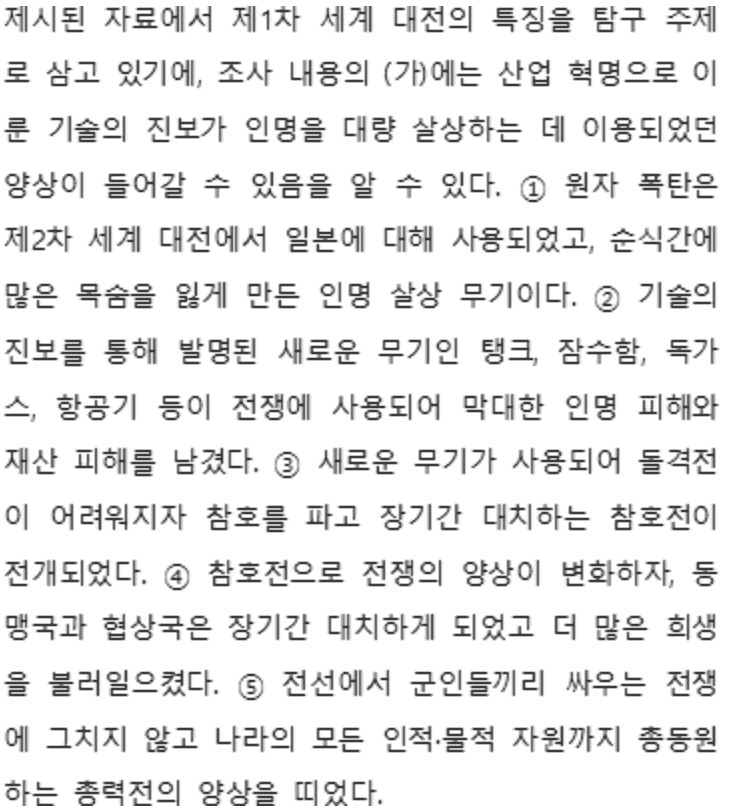 제시된 자료에서 제1차 세계 대전의 특징을 탐구 주제
로 삼고 있기에, 조사 내용의 (가)에는 산업 혁명으로 이
룬 기술의 진보가 인명을 대량 살상하는 데 이용되었던
양상이 들어갈 수 있음을 알 수 있다. ① 원자 폭탄은
제2차 세계 대전에서 일본에 대해 사용되었고, 순식간에
많은 목숨을 잃게 만든 인명 살상 무기이다. ② 기술의
진보를 통해 발명된 새로운 무기인 탱크, 잠수함, 독가
스, 항공기 등이 전쟁에 사용되어 막대한 인명 피해와
재산 피해를 남겼다. ③ 새로운 무기가 사용되어 돌격전
이 어려워지자 참호를 파고 장기간 대치하는 참호전이
전개되었다. ④ 참호전으로 전쟁의 양상이 변화하자, 동
맹국과 협상국은 장기간 대치하게 되었고 더 많은 희생
을 불러일으켰다. ⑤ 전선에서 군인들끼리 싸우는 전쟁
에 그치지 않고 나라의 모든 인적·물적 자원까지 총동원
하는 총력전의 양상을 띠었다.